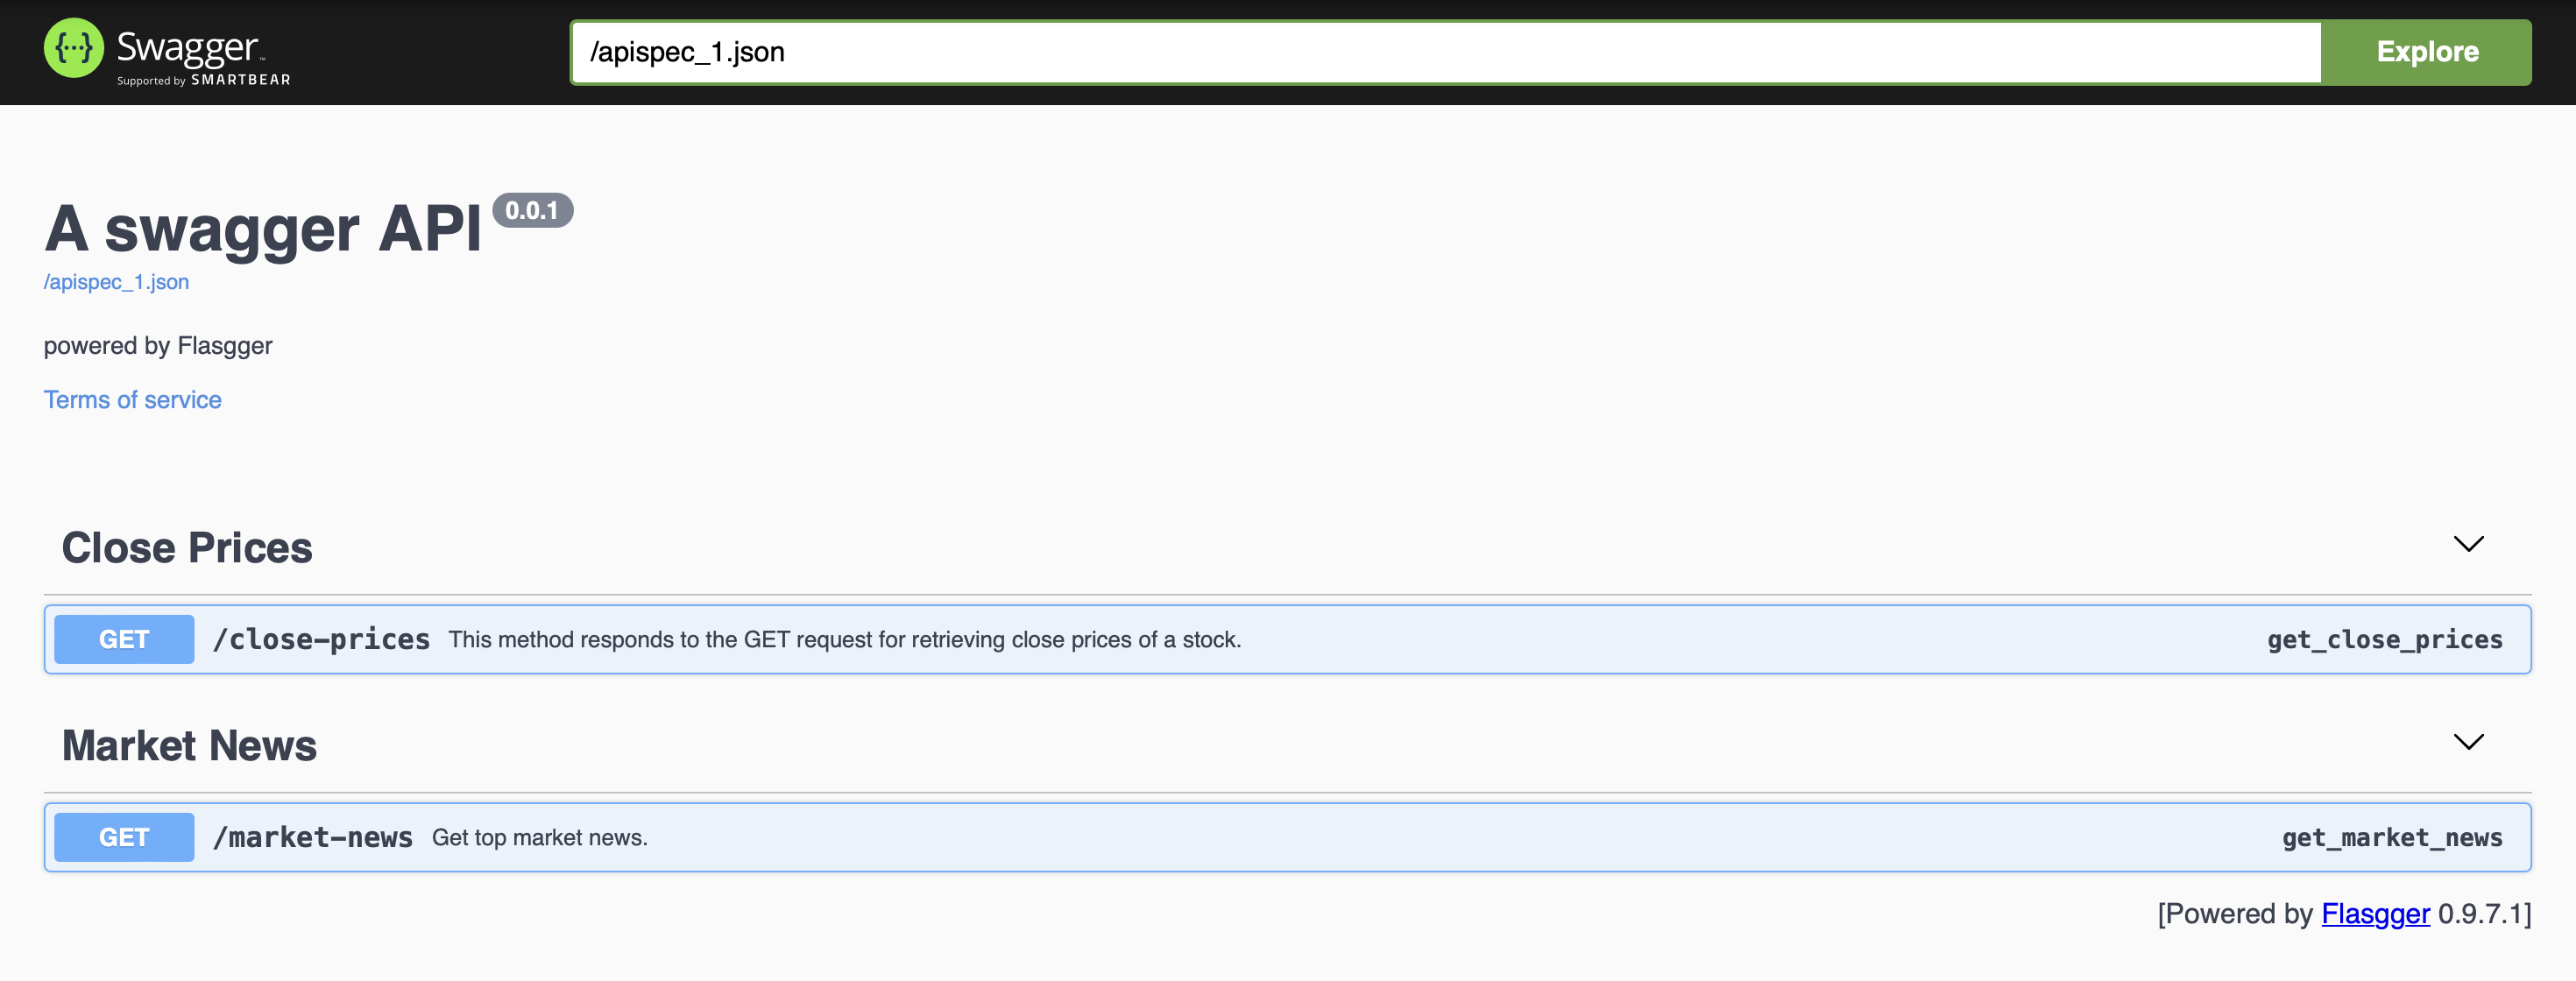 {...} Swagger™
Supported by SMARTBEAR
/apispec_1.json
Explore
A swagger API 0.0.1
/apispec_1.json
powered by Flasgger
Terms of service
Close Prices
GET /close-prices This method responds to the GET request for retrieving close prices of a stock. get_close_prices
Market News
GET /market-news Get top market news. get_market_news
[Powered by Flasgger 0.9.7.1]